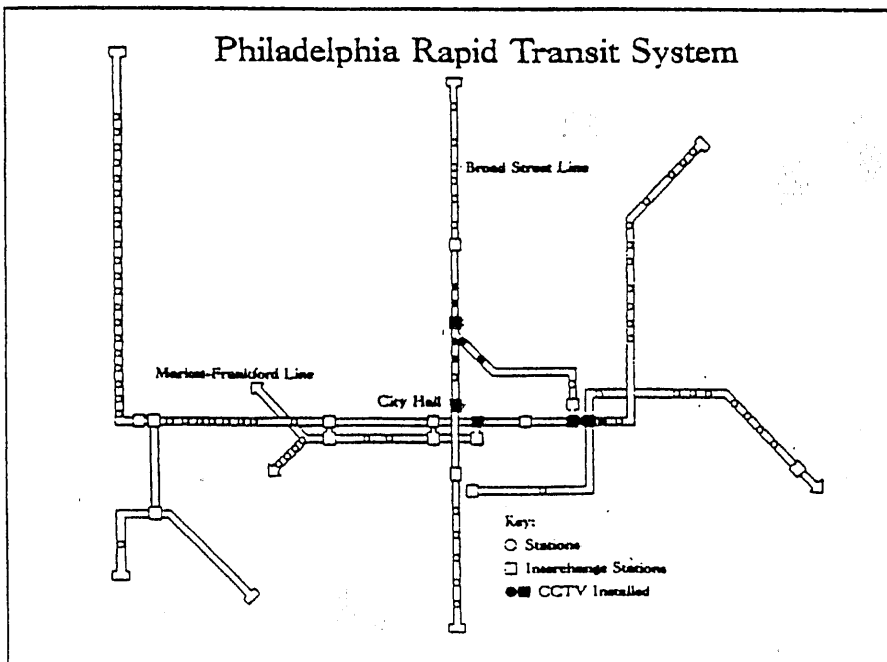 Philadelphia Rapid Transit System
Broad Street Line
Market-Frankford Line
City Hall
Key:
Stations
Interchange Stations
CCTV Installed